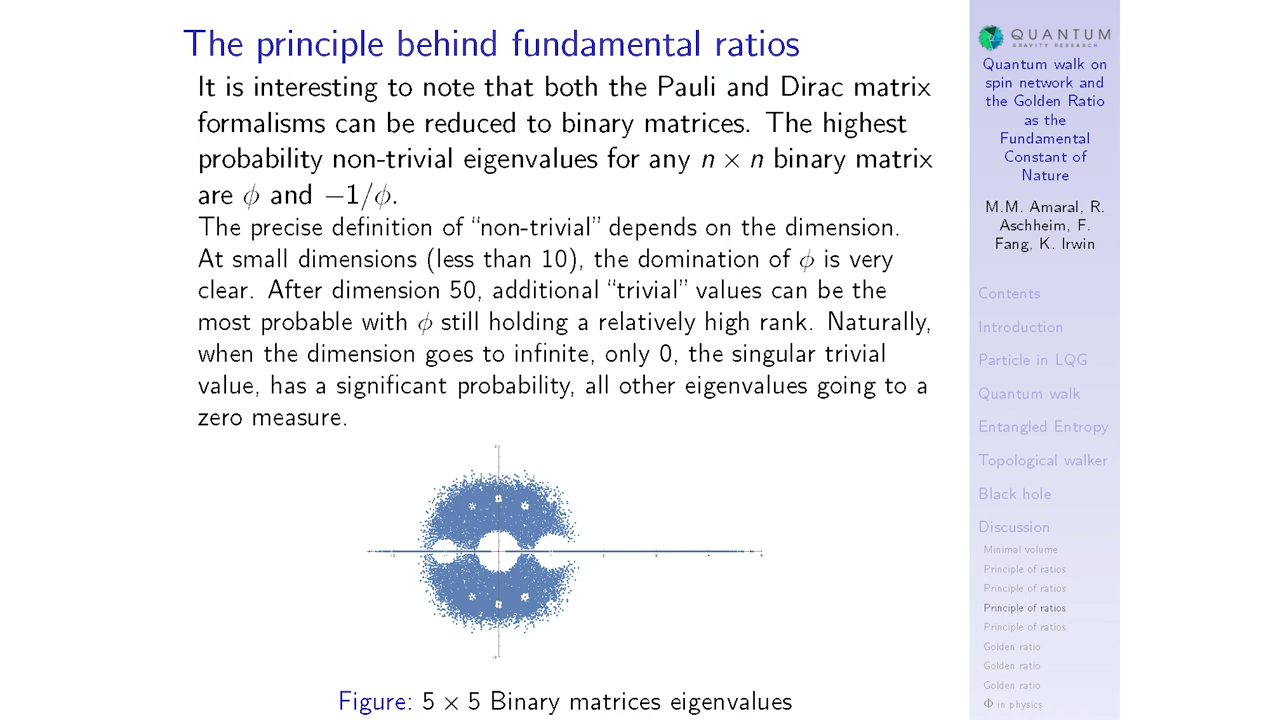 The principle behind fundamental ratios
It is interesting to note that both the Pauli and Dirac matrix
formalisms can be reduced to binary matrices. The highest
probability non-trivial eigenvalues for any n × n binary matrix
are ϕ and −1/ϕ.
The precise definition of “non-trivial” depends on the dimension.
At small dimensions (less than 10), the domination of ϕ is very
clear. After dimension 50, additional “trivial” values can be the
most probable with ϕ still holding a relatively high rank. Naturally,
when the dimension goes to infinite, only 0, the singular trivial
value, has a significant probability, all other eigenvalues going to a
zero measure.
Figure: 5 × 5 Binary matrices eigenvalues
QUANTUM
GRAVITY RESEARCH
Quantum walk on
spin network and
the Golden Ratio
as the
Fundamental
Constant of
Nature
M.M. Amaral, R.
Aschheim, F.
Fang, K. Irwin
Contents
Introduction
Particle in LQG
Quantum walk
Entangled Entropy
Topological walker
Black hole
Discussion
Minimal volume
Principle of ratios
Principle of ratios
Principle of ratios
Principle of ratios
Golden ratio
Golden ratio
Golden ratio
Φ in physics